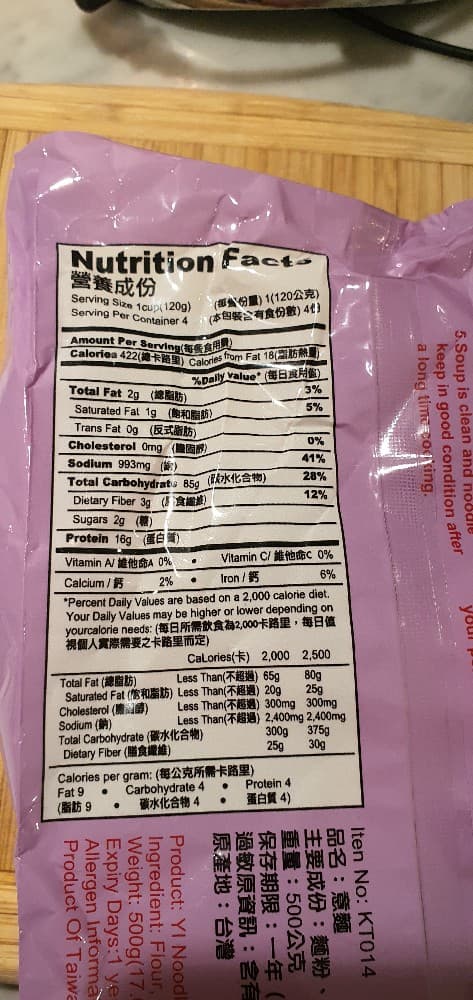 Nutrition Facts
營養成份
Serving Size 1cup(120g) (每餐份量) 1(120公克)
Serving Per Container 4 (本包裝含有食份數) 4份
Amount Per Serving(每餐食用費)
Calories 422(總卡路里) Calories from Fat 18(脂肪熱量)
%Daily value* (每日食用值)
Total Fat 2g (總脂肪) 3%
Saturated Fat 1g (飽和脂肪) 5%
Trans Fat 0g (反式脂肪)
Cholesterol 0mg (膽固醇) 0%
Sodium 993mg (鈉) 41%
Total Carbohydrate 85g (碳水化合物) 28%
Dietary Fiber 3g (膳食纖維) 12%
Sugars 2g (糖)
Protein 16g (蛋白質)
Vitamin A/ 維他命A 0% • Vitamin C/ 維他命C 0%
Calcium / 鈣 2% • Iron / 鈣 6%
*Percent Daily Values are based on a 2,000 calorie diet.
Your Daily Values may be higher or lower depending on
yourcalorie needs: (每日所需飲食為2,000卡路里，每日值
視個人實際需要之卡路里而定)
CaLories(卡) 2,000 2,500
Total Fat (總脂肪) Less Than(不超過) 65g 80g
Saturated Fat (飽和脂肪) Less Than(不超過) 20g 25g
Cholesterol (膽固醇) Less Than(不超過) 300mg 300mg
Sodium (鈉) Less Than(不超過) 2,400mg 2,400mg
Total Carbohydrate (碳水化合物) 300g 375g
Dietary Fiber (膳食纖維) 25g 30g
Calories per gram: (每公克所需卡路里)
Fat 9 • Carbohydrate 4 • Protein 4
(脂肪 9 • 碳水化合物 4 • 蛋白質 4)
5.Soup is clean and noodle
keep in good condition after
a long time cooking.
Iten No: KT014
品名：意麵
主要成份：麵粉、
重量：500公克
保存期限：一年(
過敏原資訊：含有
原產地：台灣
Product: YI Noodl
Ingredient: Flour,
Weight: 500g(17.
Expiry Days:1 ye
Allergen Informa
Product Of Taiwa